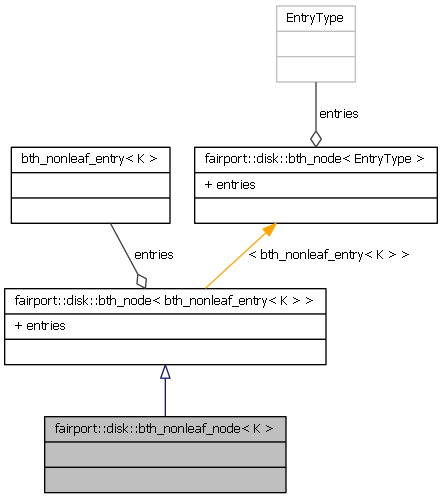 EntryType
entries
bth_nonleaf_entry< K >
fairport::disk::bth_node< EntryType >
+ entries
entries
< bth_nonleaf_entry< K > >
fairport::disk::bth_node< bth_nonleaf_entry< K > >
+ entries
fairport::disk::bth_nonleaf_node< K >